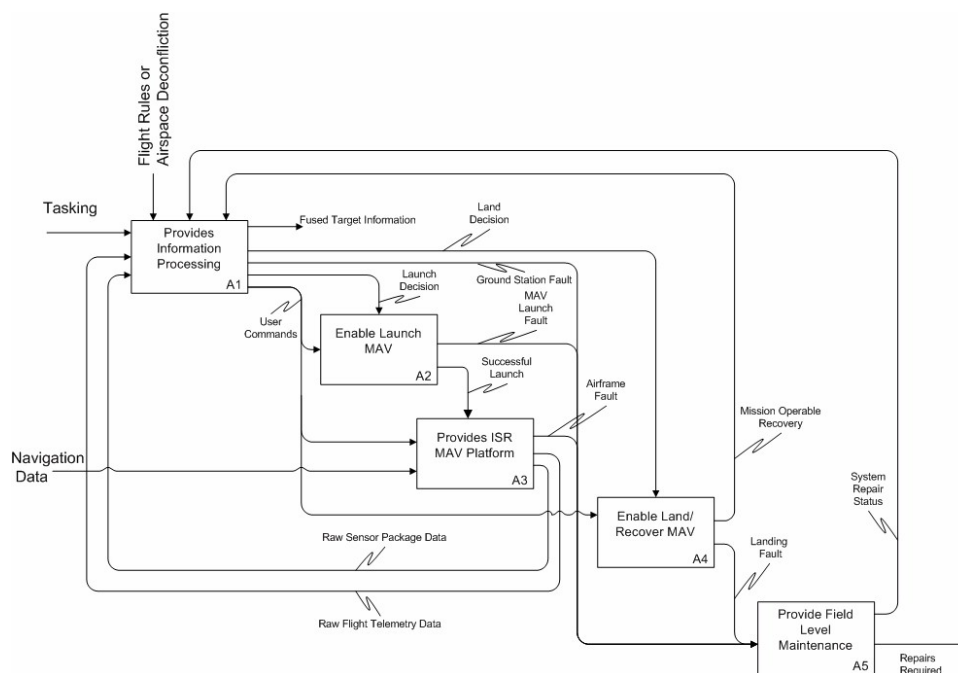 Flight Rules or
Airspace Deconfliction
Tasking
Provides
Information
Processing
A1
Fused Target Information
Land
Decision
Ground Station Fault
Launch
Decision
MAV
Launch
Fault
User
Commands
Enable Launch
MAV
A2
Successful
Launch
Airframe
Fault
Mission Operable
Recovery
Provides ISR
MAV Platform
A3
Navigation
Data
System
Repair
Status
Enable Land/
Recover MAV
A4
Raw Sensor Package Data
Landing
Fault
Raw Flight Telemetry Data
Provide Field
Level
Maintenance
A5
Repairs
Required